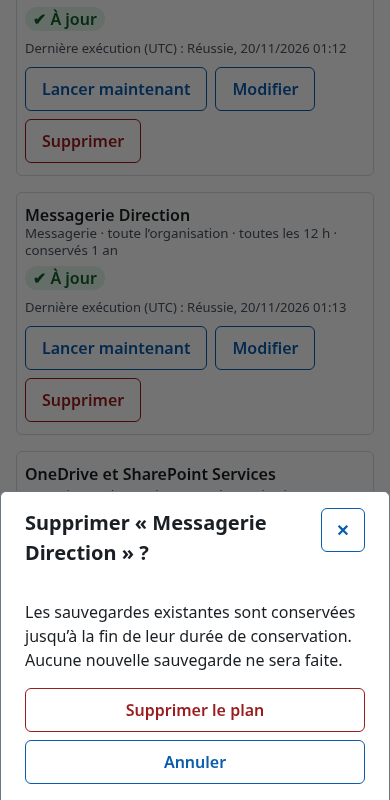 ✔ À jour
Dernière exécution (UTC) : Réussie, 20/11/2026 01:12
Lancer maintenant
Modifier
Supprimer
Messagerie Direction
Messagerie · toute l’organisation · toutes les 12 h ·
conservés 1 an
✔ À jour
Dernière exécution (UTC) : Réussie, 20/11/2026 01:13
Lancer maintenant
Modifier
Supprimer
OneDrive et SharePoint Services
Supprimer « Messagerie
Direction » ?
×
Les sauvegardes existantes sont conservées
jusqu’à la fin de leur durée de conservation.
Aucune nouvelle sauvegarde ne sera faite.
Supprimer le plan
Annuler